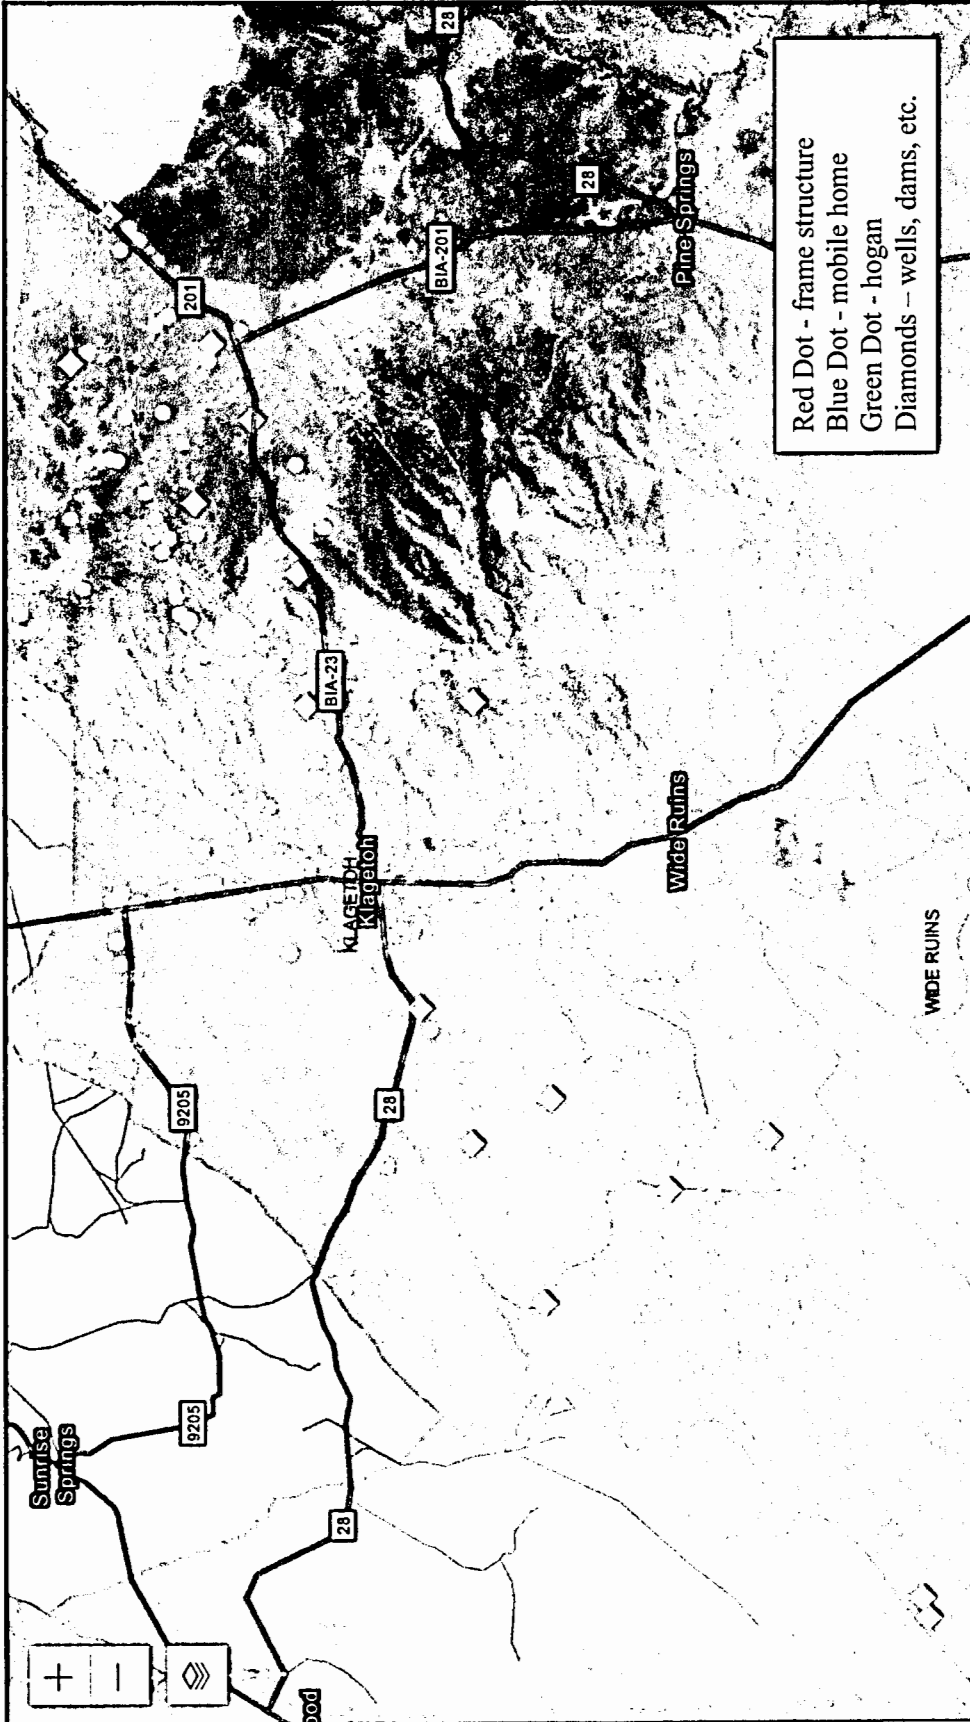 +
−
Sunrise
Springs
9205
9205
28
28
ood
KLAGETOH
Klagetoh
BIA-23
201
BIA-201
28
28
Pine Springs
Wide Ruins
WIDE RUINS
Red Dot - frame structure
Blue Dot - mobile home
Green Dot - hogan
Diamonds – wells, dams, etc.